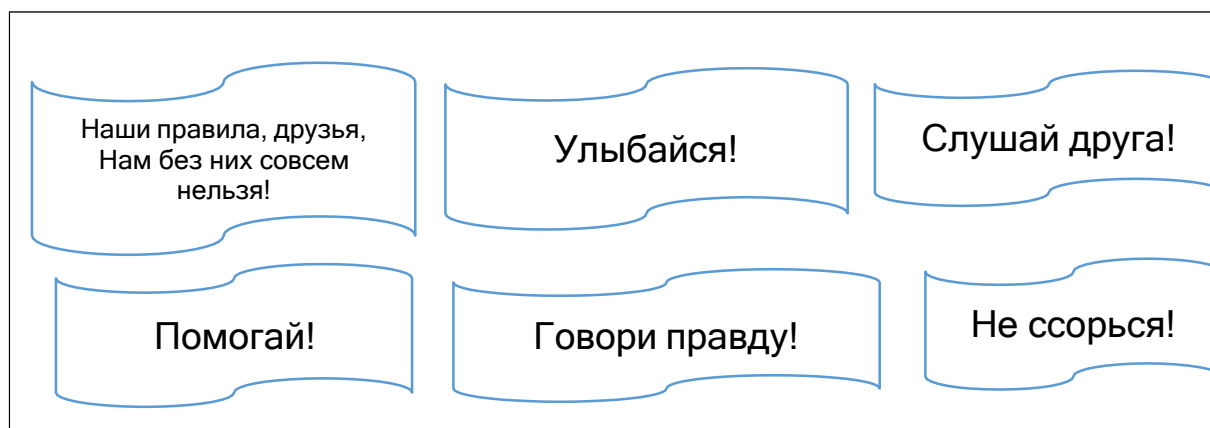 Наши правила, друзья,
Нам без них совсем
нельзя!
Улыбайся!
Слушай друга!
Помогай!
Говори правду!
Не ссорься!